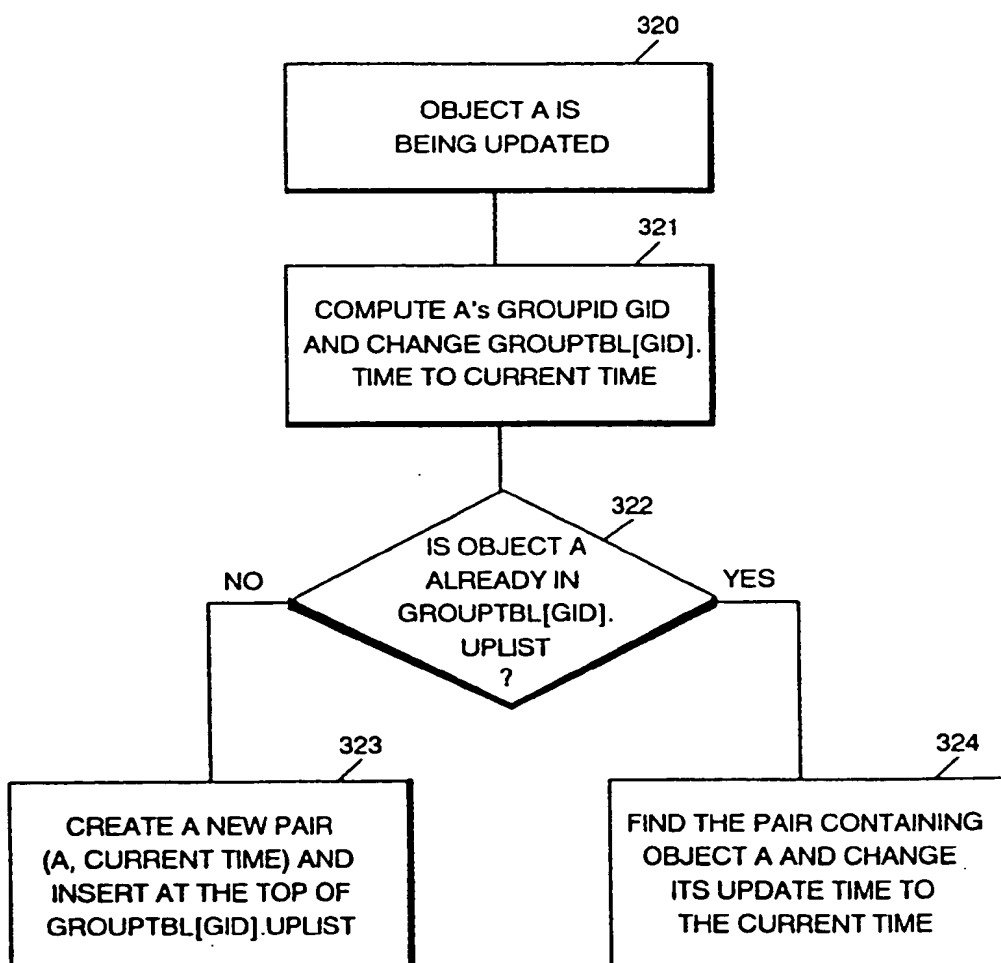 320
OBJECT A IS
BEING UPDATED
321
COMPUTE A's GROUPID GID
AND CHANGE GROUPTBL[GID].
TIME TO CURRENT TIME
322
IS OBJECT A
ALREADY IN
GROUPTBL[GID].
UPLIST
?
NO
YES
323
CREATE A NEW PAIR
(A, CURRENT TIME) AND
INSERT AT THE TOP OF
GROUPTBL[GID].UPLIST
324
FIND THE PAIR CONTAINING
OBJECT A AND CHANGE
ITS UPDATE TIME TO
THE CURRENT TIME